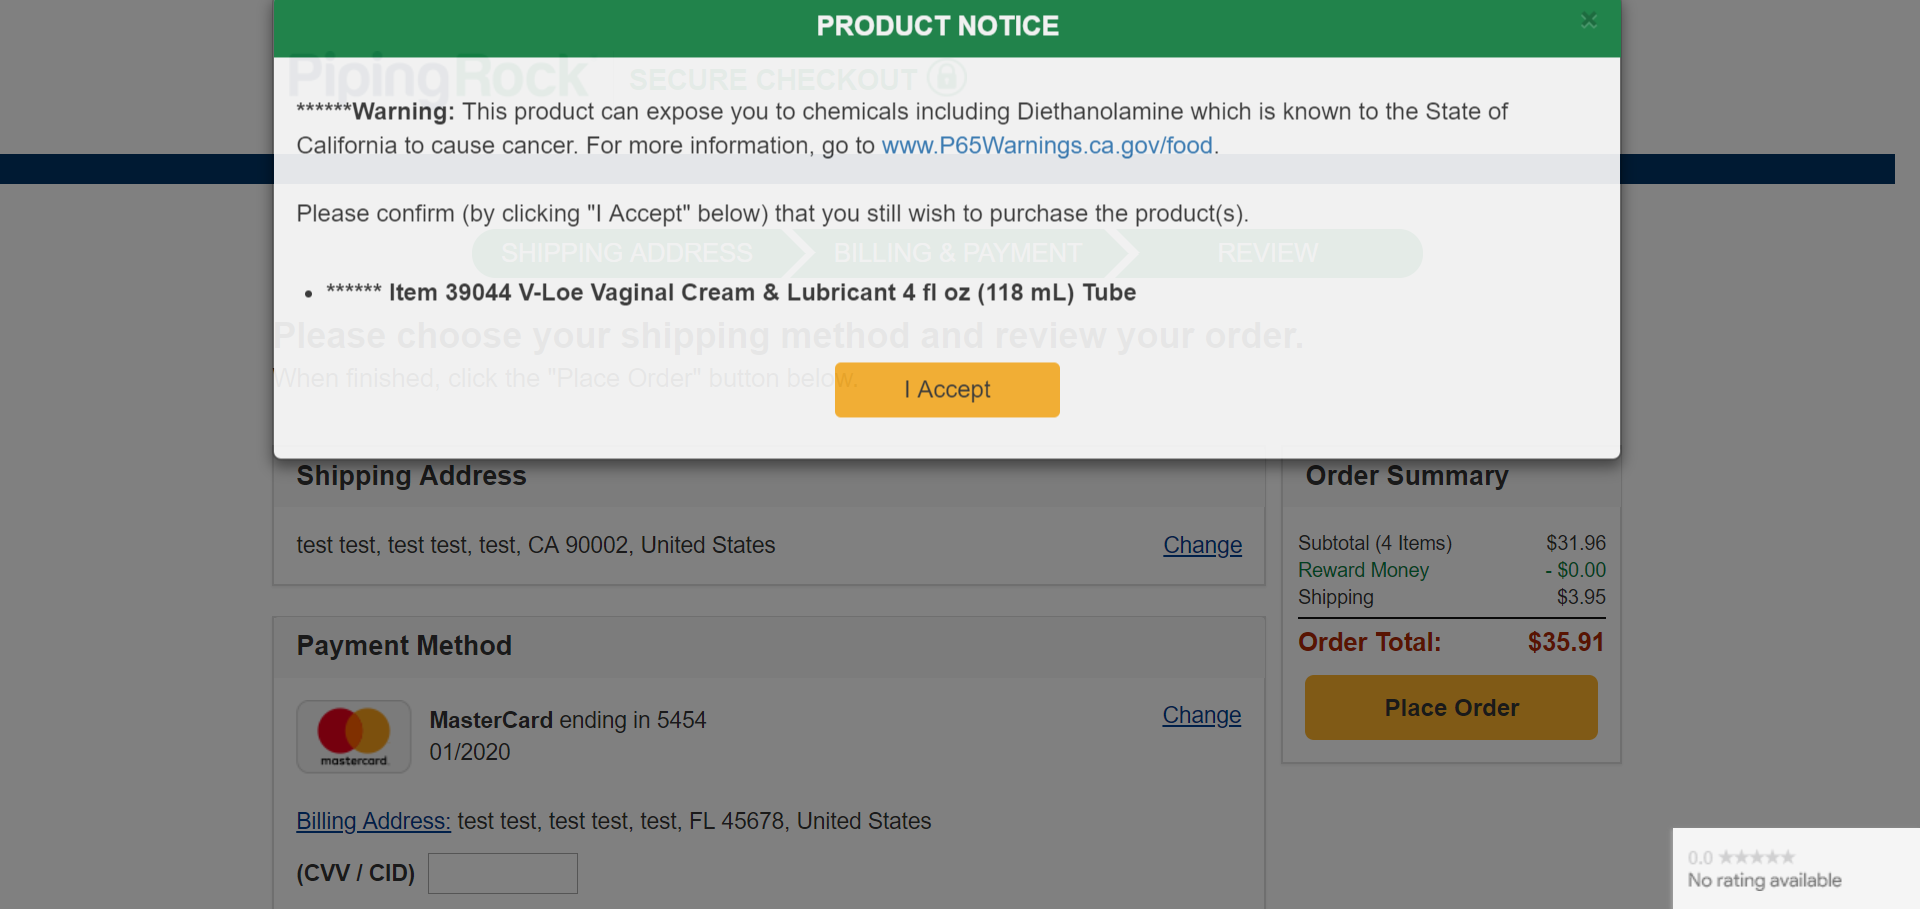 PRODUCT NOTICE ×
PipingRock SECURE CHECKOUT
******Warning: This product can expose you to chemicals including Diethanolamine which is known to the State of
California to cause cancer. For more information, go to www.P65Warnings.ca.gov/food.
Please confirm (by clicking "I Accept" below) that you still wish to purchase the product(s).
SHIPPING ADDRESS BILLING & PAYMENT REVIEW
• ****** Item 39044 V-Loe Vaginal Cream & Lubricant 4 fl oz (118 mL) Tube
Please choose your shipping method and review your order.
When finished, click the "Place Order" button below.
I Accept
Shipping Address
test test, test test, test, CA 90002, United States Change
Payment Method
mastercard
MasterCard ending in 5454 Change
01/2020
Billing Address: test test, test test, test, FL 45678, United States
(CVV / CID)
Order Summary
Subtotal (4 Items) $31.96
Reward Money - $0.00
Shipping $3.95
Order Total: $35.91
Place Order
0.0 ★★★★★
No rating available